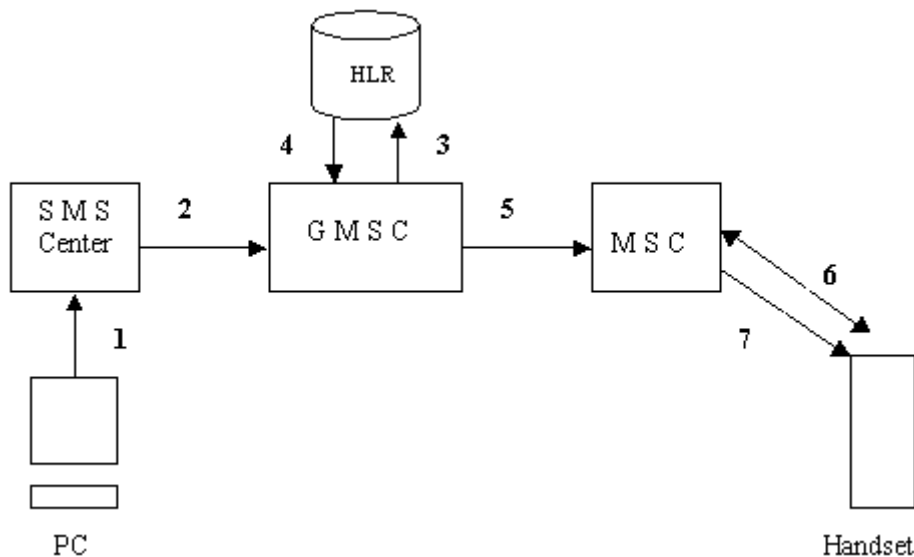 HLR
4
3
S M S
Center
2
G M S C
5
M S C
6
1
7
PC
Handset